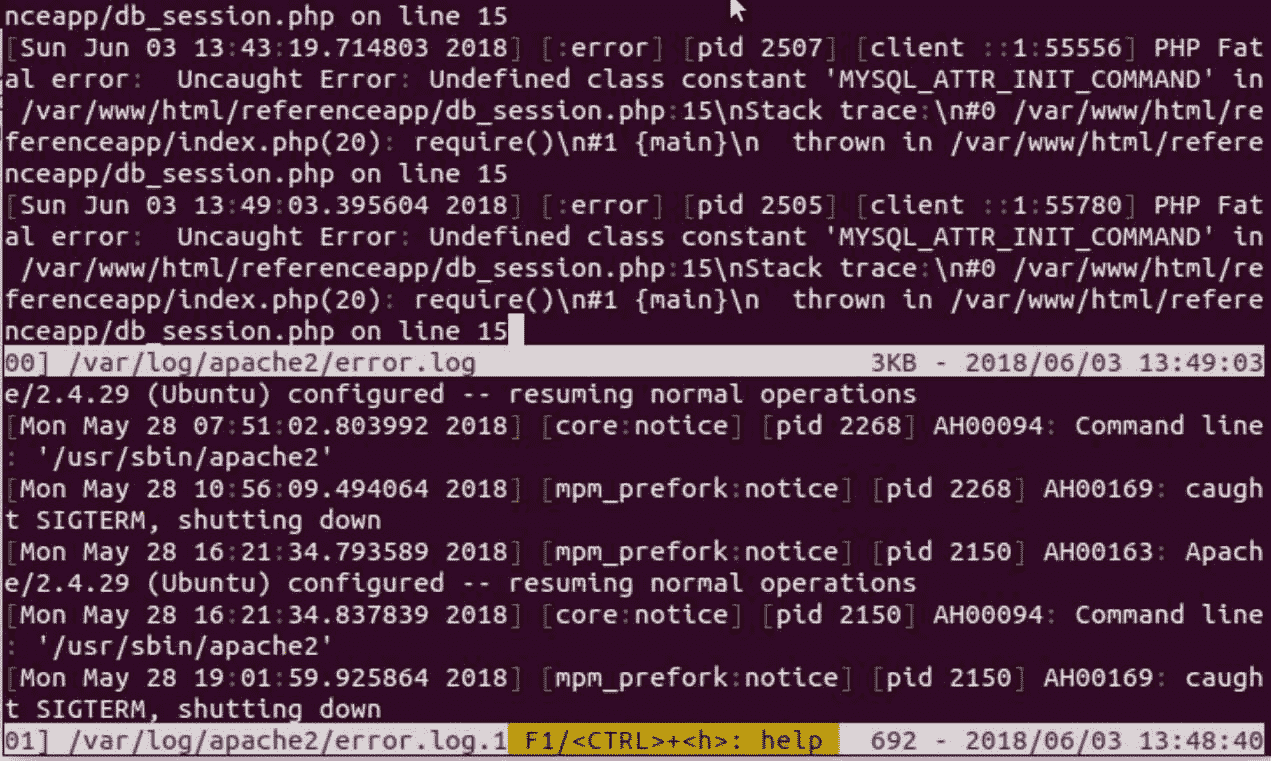 nceapp/db_session.php on line 15
[Sun Jun 03 13:43:19.714803 2018] [:error] [pid 2507] [client ::1:55556] PHP Fat
al error:  Uncaught Error: Undefined class constant 'MYSQL_ATTR_INIT_COMMAND' in
 /var/www/html/referenceapp/db_session.php:15\nStack trace:\n#0 /var/www/html/re
ferenceapp/index.php(20): require()\n#1 {main}\n  thrown in /var/www/html/refere
nceapp/db_session.php on line 15
[Sun Jun 03 13:49:03.395604 2018] [:error] [pid 2505] [client ::1:55780] PHP Fat
al error:  Uncaught Error: Undefined class constant 'MYSQL_ATTR_INIT_COMMAND' in
 /var/www/html/referenceapp/db_session.php:15\nStack trace:\n#0 /var/www/html/re
ferenceapp/index.php(20): require()\n#1 {main}\n  thrown in /var/www/html/refere
nceapp/db_session.php on line 15
00] /var/log/apache2/error.log 3KB - 2018/06/03 13:49:03
e/2.4.29 (Ubuntu) configured -- resuming normal operations
[Mon May 28 07:51:02.803992 2018] [core:notice] [pid 2268] AH00094: Command line
: '/usr/sbin/apache2'
[Mon May 28 10:56:09.494064 2018] [mpm_prefork:notice] [pid 2268] AH00169: caugh
t SIGTERM, shutting down
[Mon May 28 16:21:34.793589 2018] [mpm_prefork:notice] [pid 2150] AH00163: Apach
e/2.4.29 (Ubuntu) configured -- resuming normal operations
[Mon May 28 16:21:34.837839 2018] [core:notice] [pid 2150] AH00094: Command line
: '/usr/sbin/apache2'
[Mon May 28 19:01:59.925864 2018] [mpm_prefork:notice] [pid 2150] AH00169: caugh
t SIGTERM, shutting down
01] /var/log/apache2/error.log.1 F1/<CTRL>+<h>: help 692 - 2018/06/03 13:48:40